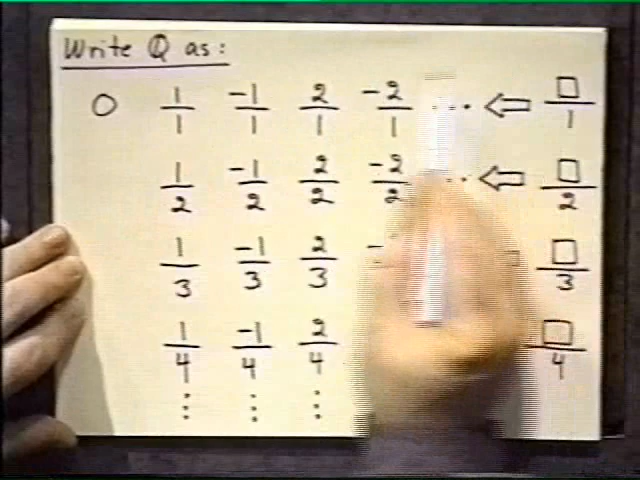 Write Q as:
0 1/1 -1/1 2/1 -2/1 ... ⇐ □/1
1/2 -1/2 2/2 -2/2 ... ⇐ □/2
1/3 -1/3 2/3 □/3
1/4 -1/4 2/4 □/4
⋮ ⋮ ⋮